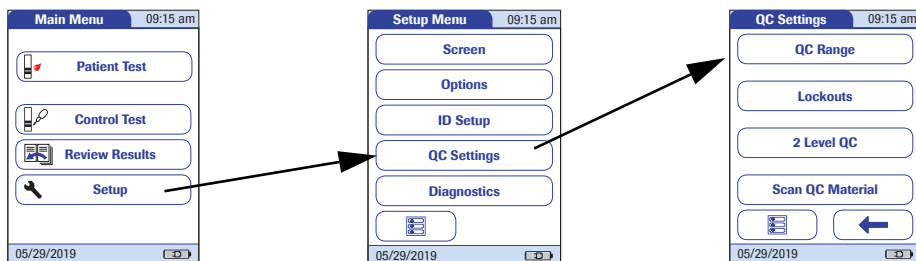 Main Menu 09:15 am
Patient Test
Control Test
Review Results
Setup
05/29/2019
Setup Menu 09:15 am
Screen
Options
ID Setup
QC Settings
Diagnostics
05/29/2019
QC Settings 09:15 am
QC Range
Lockouts
2 Level QC
Scan QC Material
05/29/2019